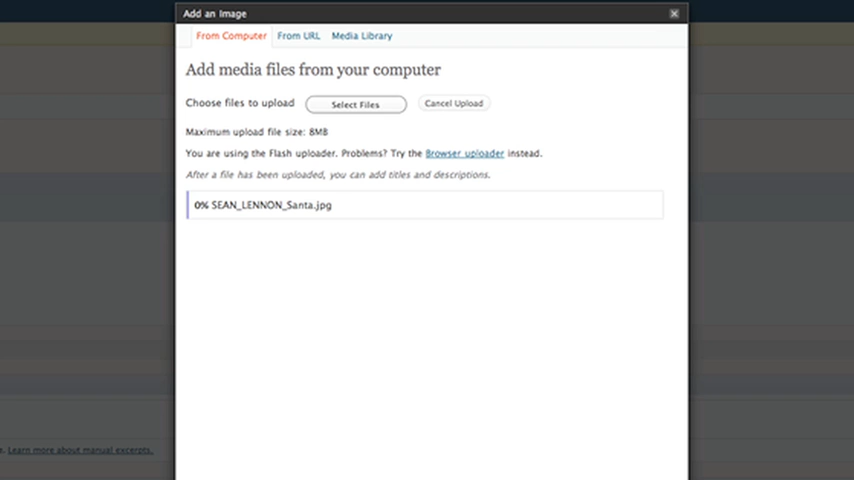 Add an Image
From Computer From URL Media Library
Add media files from your computer
Choose files to upload Select Files Cancel Upload
Maximum upload file size: 8MB
You are using the Flash uploader. Problems? Try the Browser uploader instead.
After a file has been uploaded, you can add titles and descriptions.
0% SEAN_LENNON_Santa.jpg
Learn more about manual excerpts.